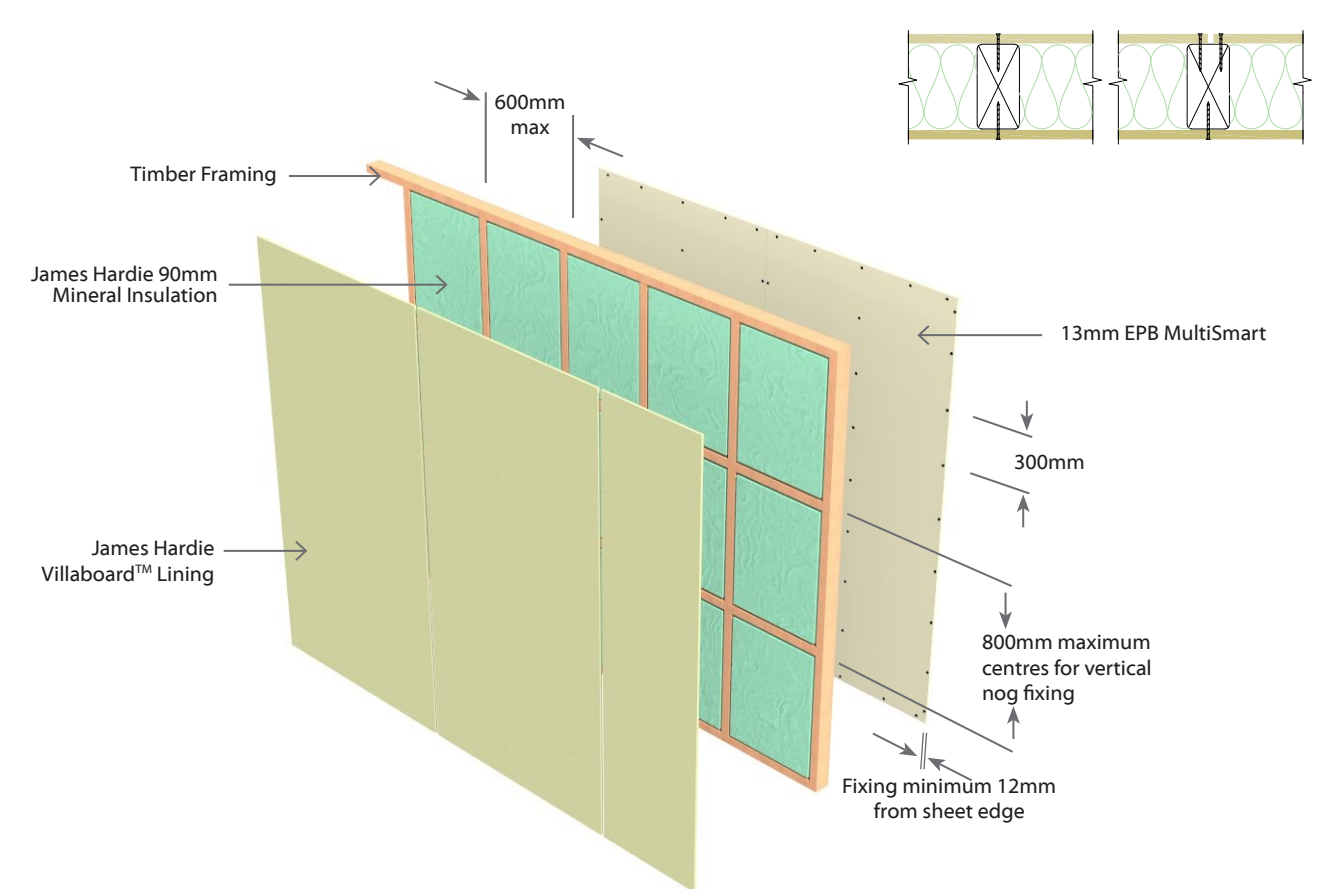 600mm
max
Timber Framing
James Hardie 90mm
Mineral Insulation
13mm EPB MultiSmart
300mm
James Hardie
Villaboard™ Lining
800mm maximum
centres for vertical
nog fixing
Fixing minimum 12mm
from sheet edge